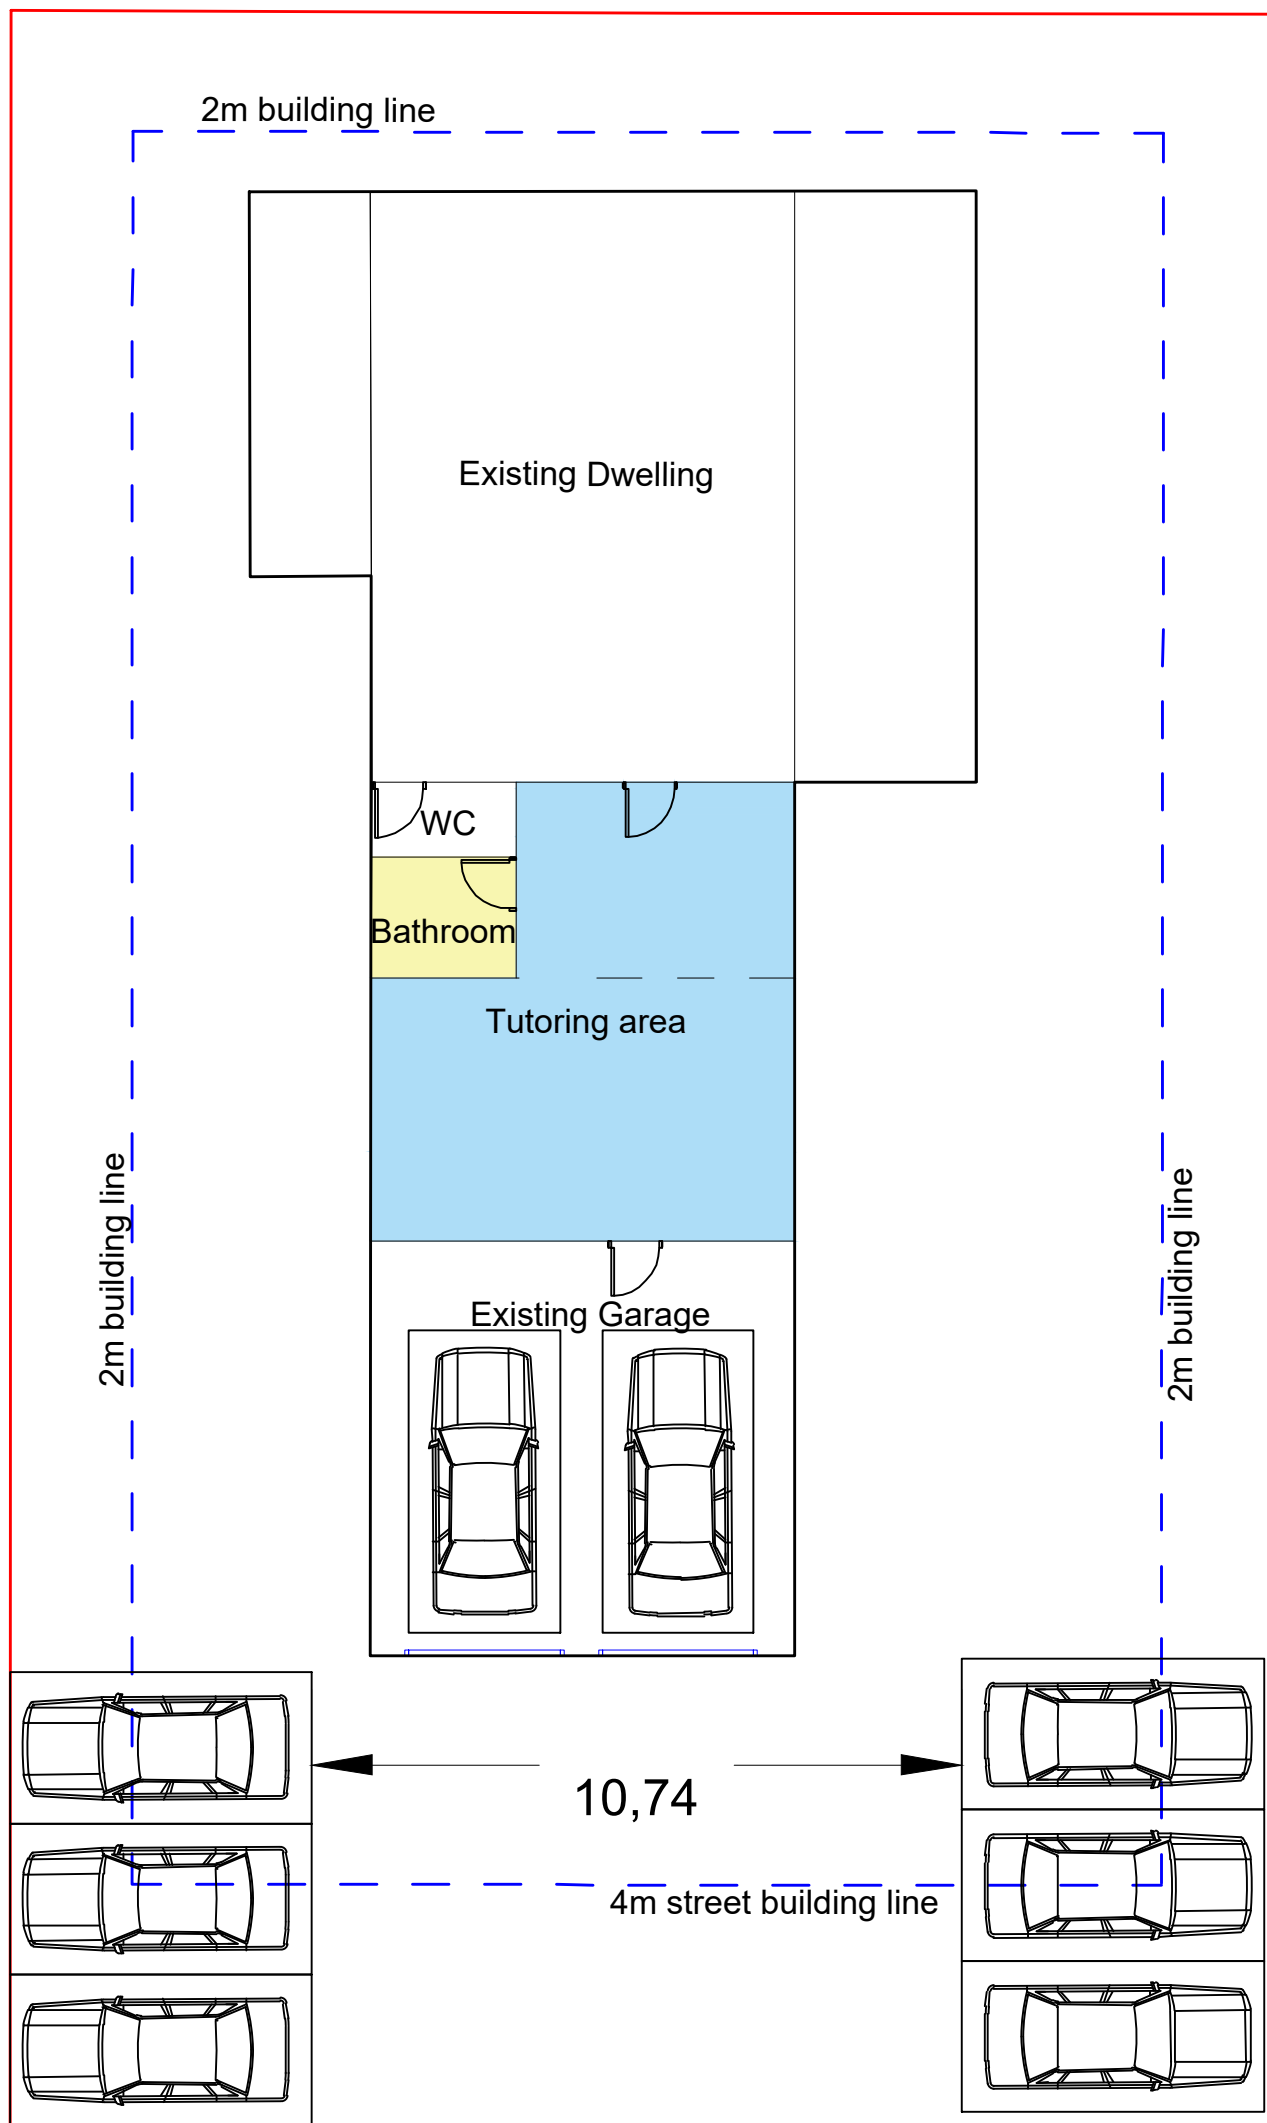 2m building line
Existing Dwelling
WC
Bathroom
Tutoring area
2m building line
2m building line
Existing Garage
10,74
4m street building line